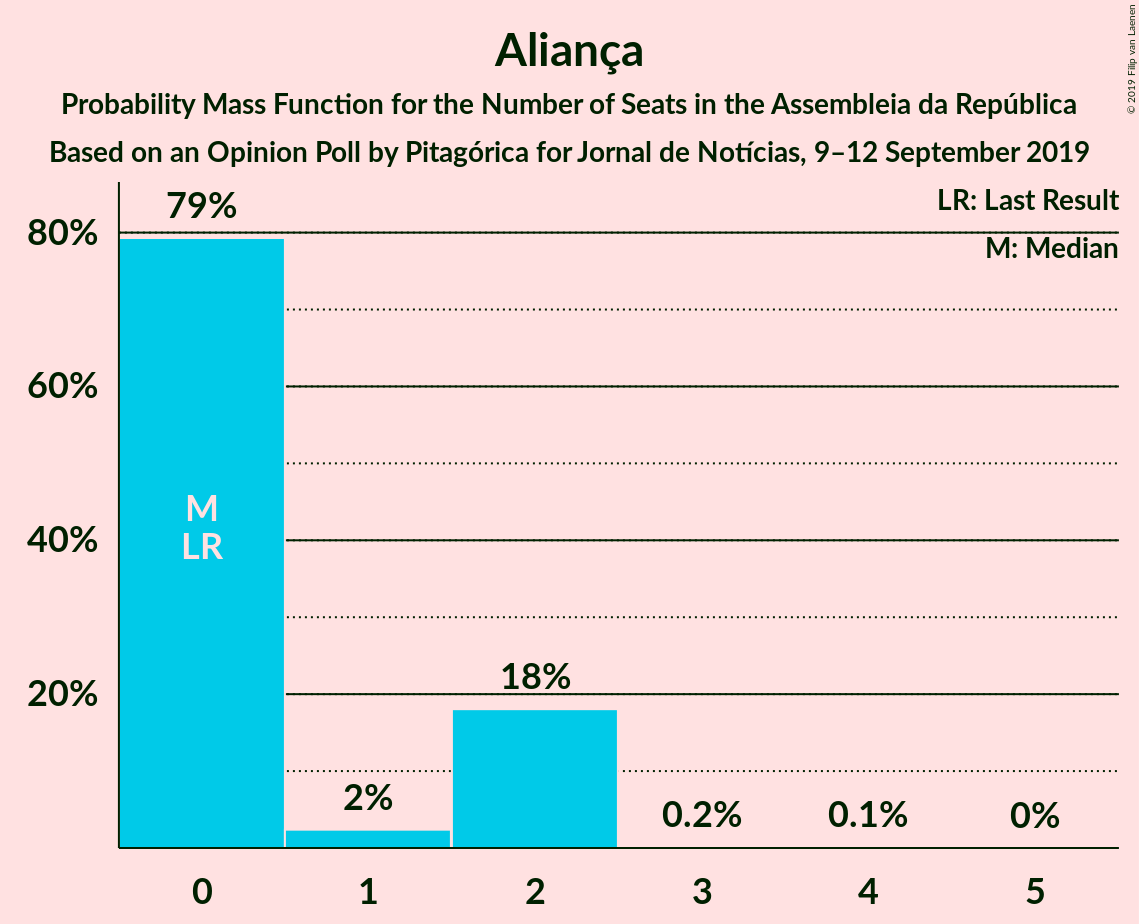 Aliança
Probability Mass Function for the Number of Seats in the Assembleia da República
Based on an Opinion Poll by Pitagórica for Jornal de Notícias, 9–12 September 2019
© 2019 Filip van Laenen
LR: Last Result
M: Median
79%
80%
60%
M
LR
40%
18%
20%
2%
0.2%
0.1%
0%
0 1 2 3 4 5